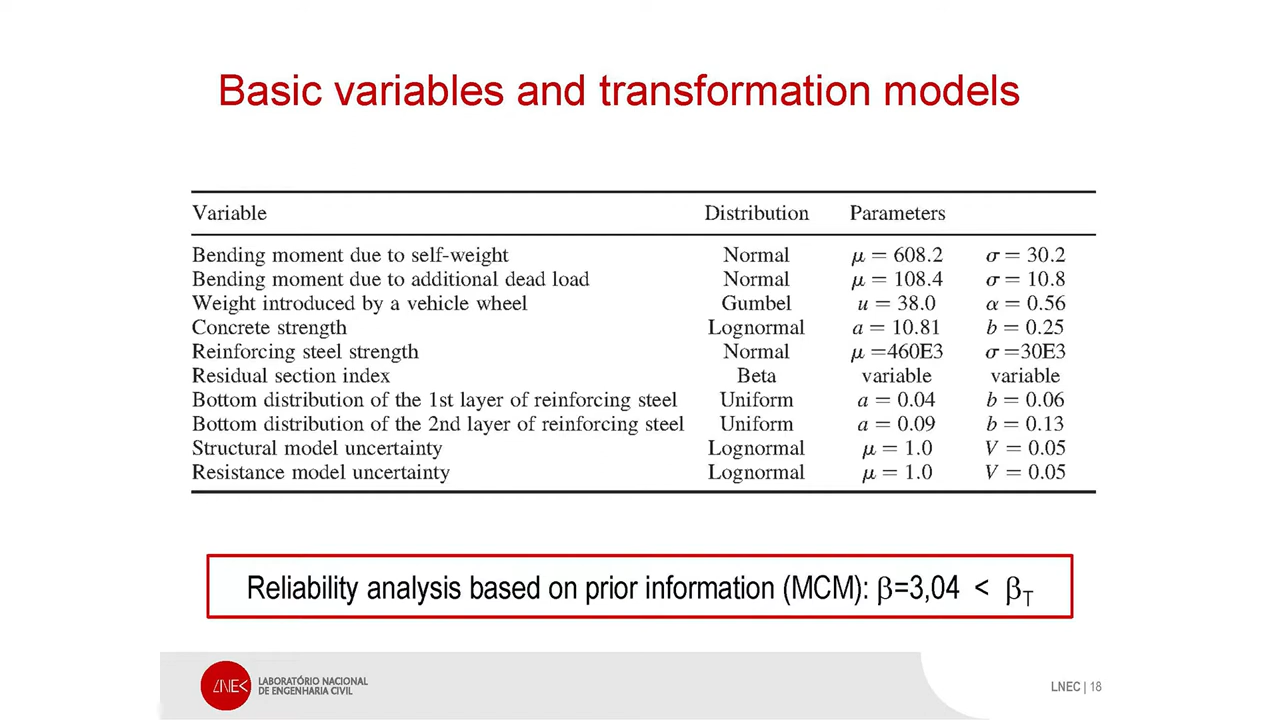 Basic variables and transformation models
Variable Distribution Parameters
Bending moment due to self-weight Normal μ = 608.2 σ = 30.2
Bending moment due to additional dead load Normal μ = 108.4 σ = 10.8
Weight introduced by a vehicle wheel Gumbel u = 38.0 α = 0.56
Concrete strength Lognormal a = 10.81 b = 0.25
Reinforcing steel strength Normal μ =460E3 σ =30E3
Residual section index Beta variable variable
Bottom distribution of the 1st layer of reinforcing steel Uniform a = 0.04 b = 0.06
Bottom distribution of the 2nd layer of reinforcing steel Uniform a = 0.09 b = 0.13
Structural model uncertainty Lognormal μ = 1.0 V = 0.05
Resistance model uncertainty Lognormal μ = 1.0 V = 0.05
Reliability analysis based on prior information (MCM): β=3,04 < βT
LNEC
LABORATÓRIO NACIONAL
DE ENGENHARIA CIVIL
LNEC | 18